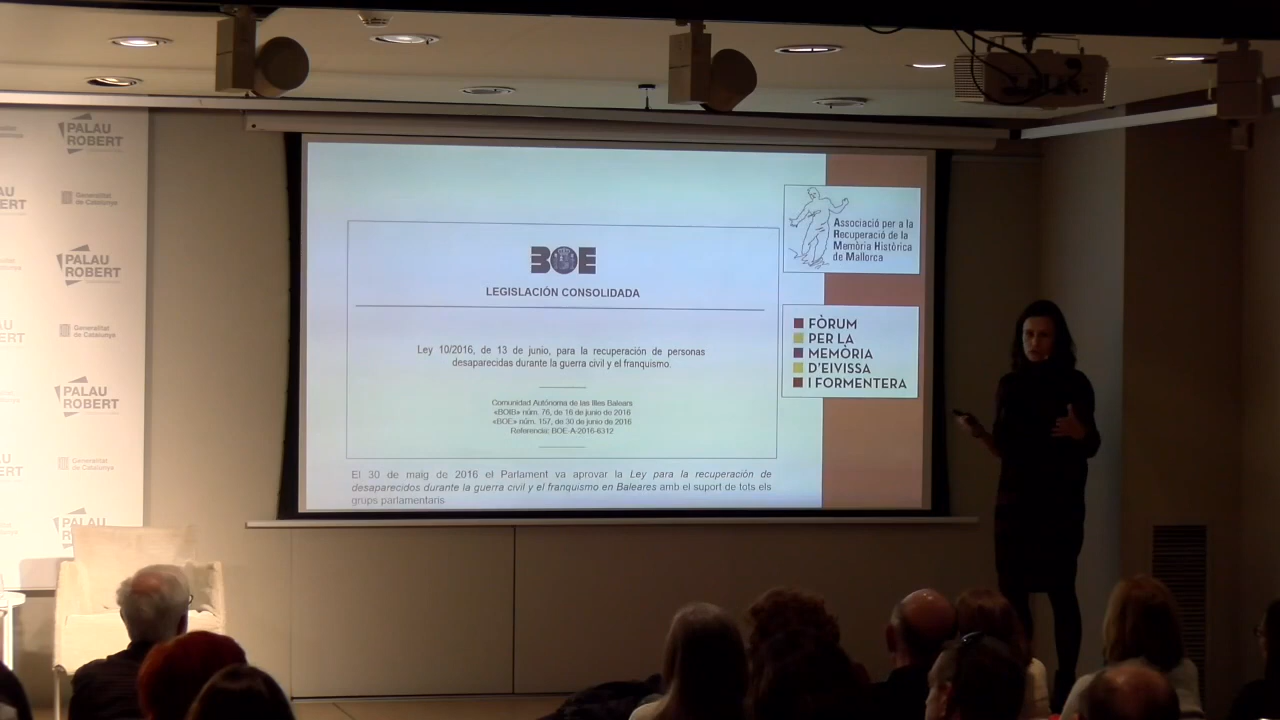 PALAU
ROBERT
Generalitat
de Catalunya
PALAU
ROBERT
Generalitat
de Catalunya
PALAU
ROBERT
Generalitat
de Catalunya
PALAU
BOE
LEGISLACIÓN CONSOLIDADA
Ley 10/2016, de 13 de junio, para la recuperación de personas
desaparecidas durante la guerra civil y el franquismo.
Comunidad Autónoma de las Illes Balears
«BOIB» núm. 76, de 16 de junio de 2016
«BOE» núm. 157, de 30 de junio de 2016
Referencia: BOE-A-2016-6312
El 30 de maig de 2016 el Parlament va aprovar la Ley para la recuperación de
desaparecidos durante la guerra civil y el franquismo en Baleares amb el suport de tots els
grups parlamentaris
Associació per a la
Recuperació de la
Memòria Històrica
de Mallorca
FÒRUM
PER LA
MEMÒRIA
D'EIVISSA
I FORMENTERA